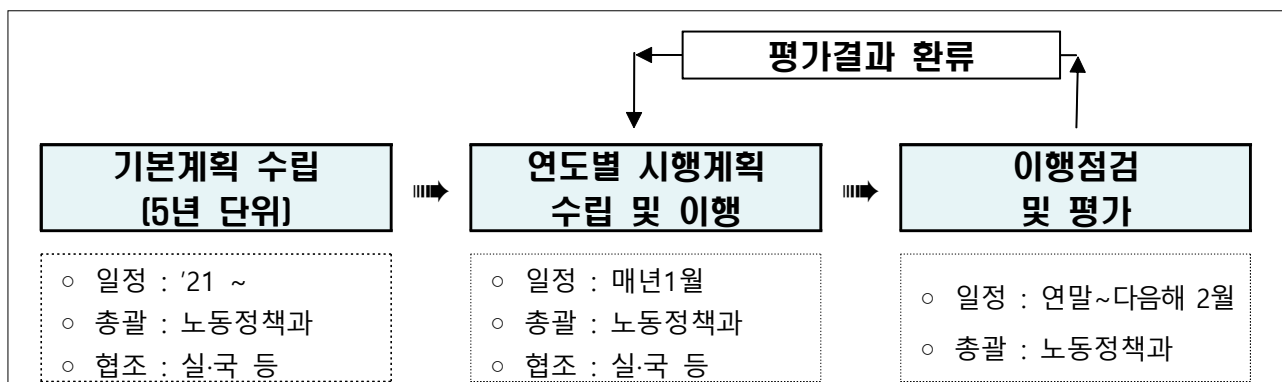 평가결과 환류
기본계획 수립
(5년 단위)
연도별 시행계획
수립 및 이행
이행점검
및 평가
○ 일정 : ’21 ~
○ 총괄 : 노동정책과
○ 협조 : 실·국 등
○ 일정 : 매년1월
○ 총괄 : 노동정책과
○ 협조 : 실·국 등
○ 일정 : 연말~다음해 2월
○ 총괄 : 노동정책과